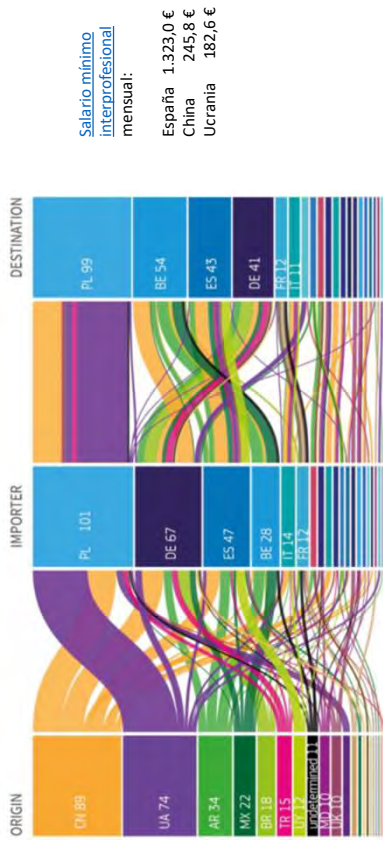 ORIGIN
IMPORTER
DESTINATION
CN 89
UA 74
AR 34
MX 22
BR 18
TR 15
UY 12
undetermined 11
MD 10
UK 10
PL 101
DE 67
ES 47
BE 28
IT 14
FR 12
PL 99
BE 54
ES 43
DE 41
FR 12
IT 11
Salario mínimo
interprofesional
mensual:
España 1.323,0 €
China 245,8 €
Ucrania 182,6 €